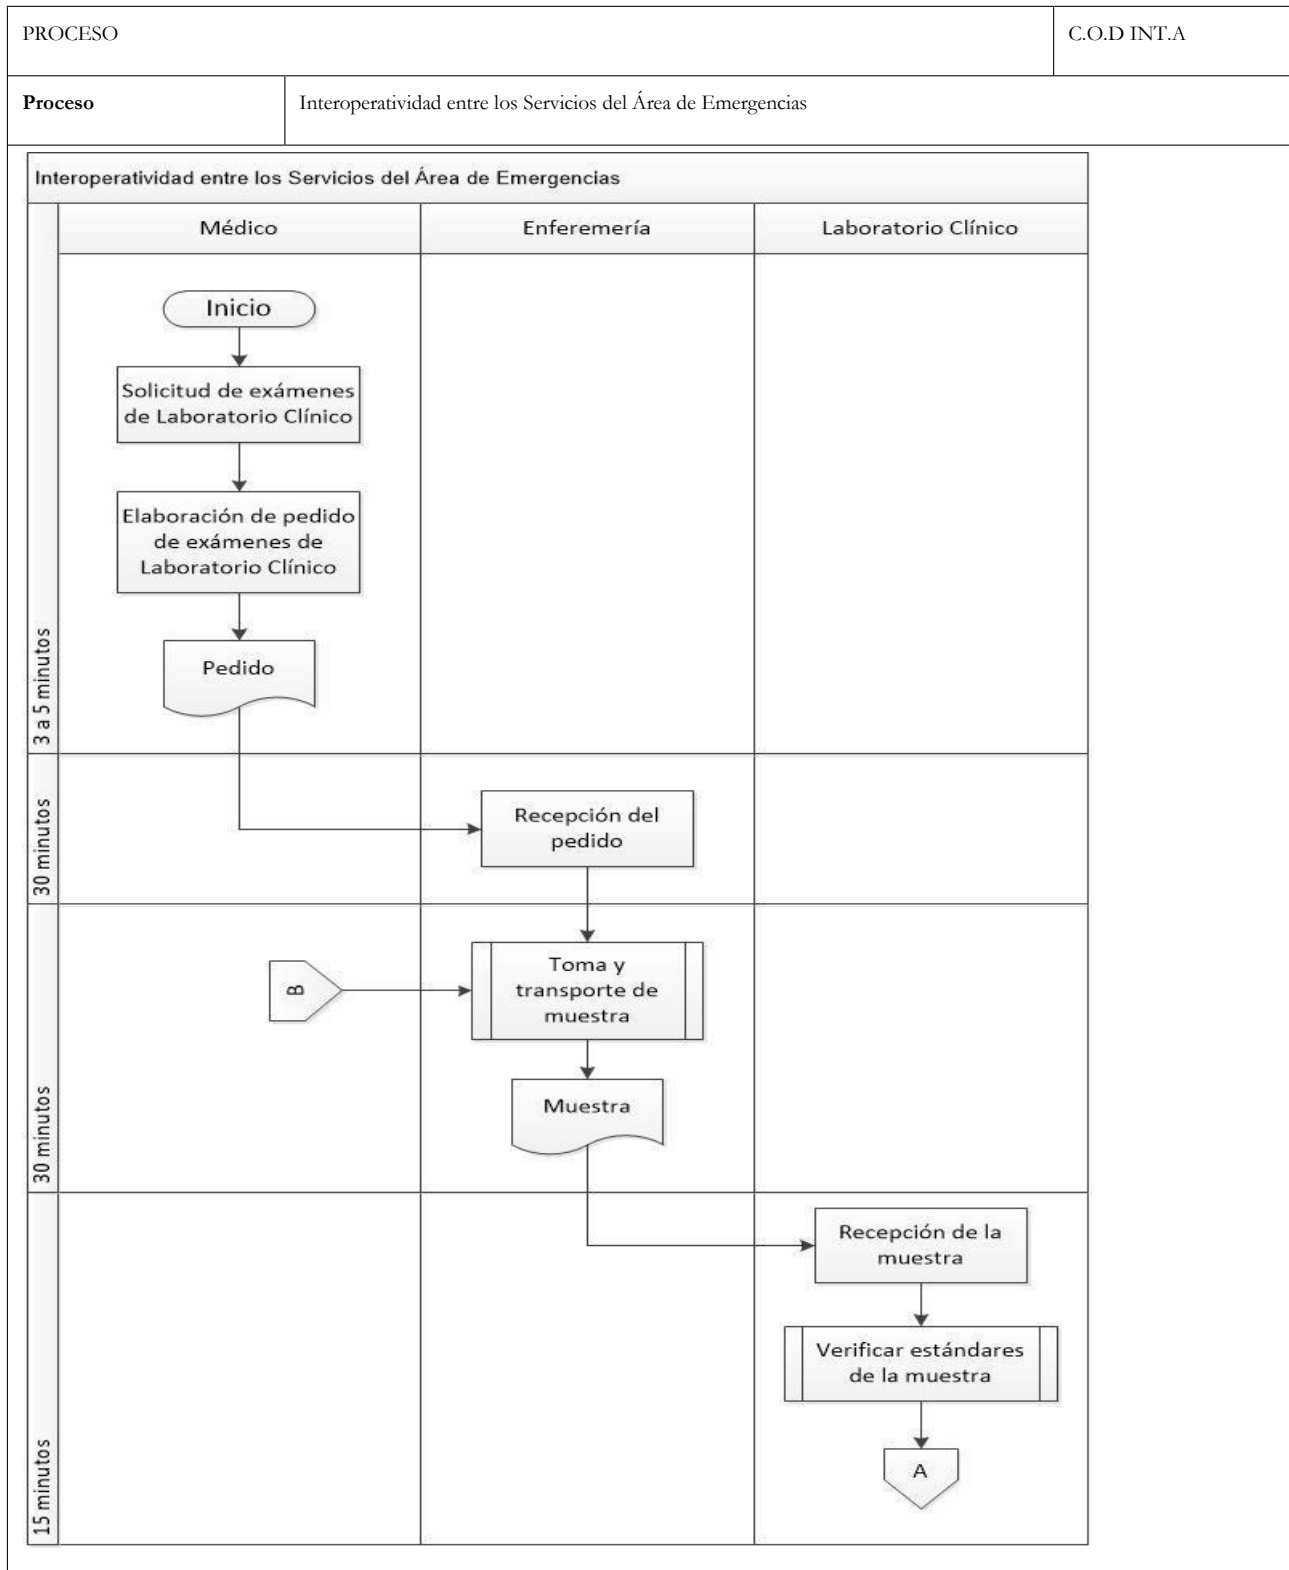 PROCESO
C.O.D INT.A
Proceso
Interoperatividad entre los Servicios del Área de Emergencias
Interoperatividad entre los Servicios del Área de Emergencias
Médico
Enferemería
Laboratorio Clínico
3 a 5 minutos
Inicio
Solicitud de exámenes
de Laboratorio Clínico
Elaboración de pedido
de exámenes de
Laboratorio Clínico
Pedido
30 minutos
Recepción del
pedido
30 minutos
B
Toma y
transporte de
muestra
Muestra
15 minutos
Recepción de la
muestra
Verificar estándares
de la muestra
A